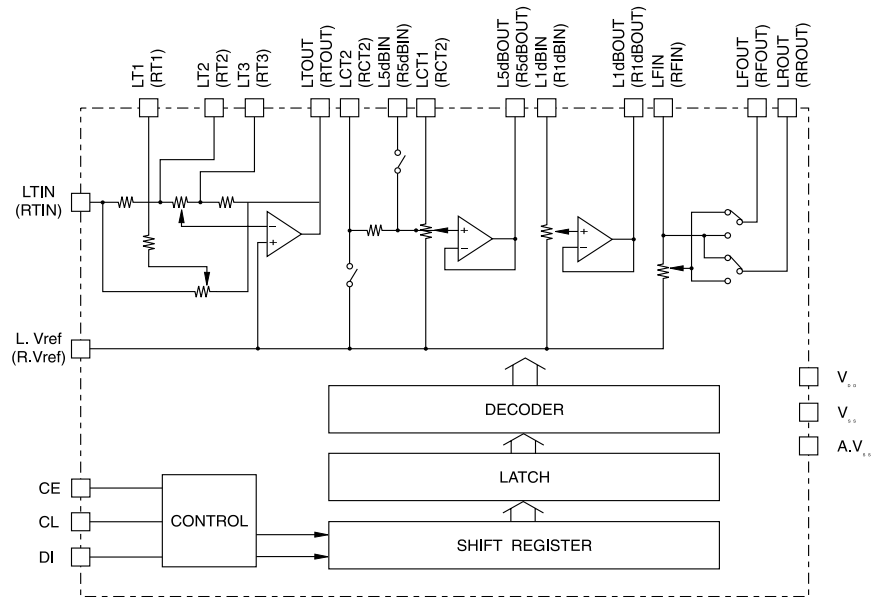 LT1
(RT1)
LT2
(RT2)
LT3
(RT3)
LTOUT
(RTOUT)
LCT2
(RCT2)
L5dBIN
(R5dBIN)
LCT1
(RCT2)
L5dBOUT
(R5dBOUT)
L1dBIN
(R1dBIN)
L1dBOUT
(R1dBOUT)
LFIN
(RFIN)
LFOUT
(RFOUT)
LROUT
(RROUT)
LTIN
(RTIN)
L. Vref
(R.Vref)
DECODER
LATCH
SHIFT REGISTER
CONTROL
CE
CL
DI
Vss
A.Vss